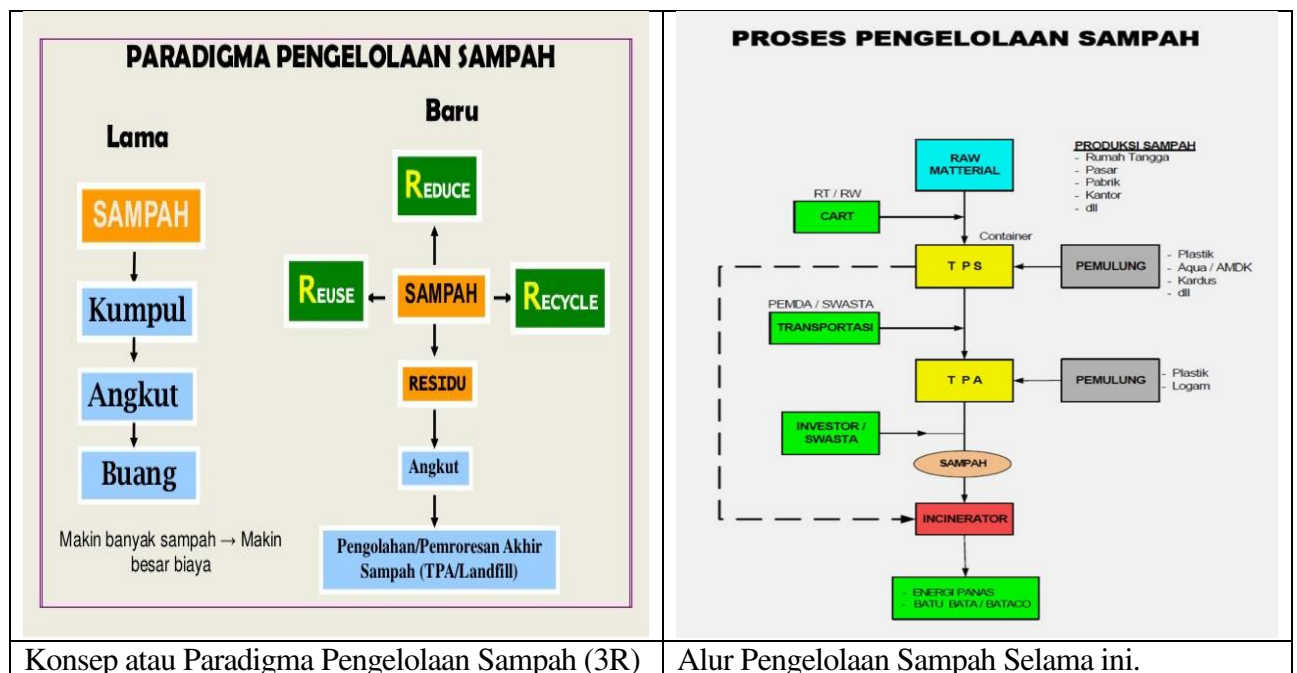 PARADIGMA PENGELOLAAN SAMPAH
Lama
SAMPAH
Kumpul
Angkut
Buang
Makin banyak sampah → Makin
besar biaya
Baru
REDUCE
REUSE
SAMPAH
RECYCLE
RESIDU
Angkut
Pengolahan/Pemroresan Akhir
Sampah (TPA/Landfill)
Konsep atau Paradigma Pengelolaan Sampah (3R)
PROSES PENGELOLAAN SAMPAH
RAW
MATTERIAL
PRODUKSI SAMPAH
- Rumah Tangga
- Pasar
- Pabrik
- Kantor
- dll
RT / RW
CART
Container
T P S
PEMULUNG
- Plastik
- Aqua / AMDK
- Kardus
- dll
PEMDA / SWASTA
TRANSPORTASI
T P A
PEMULUNG
- Plastik
- Logam
INVESTOR /
SWASTA
SAMPAH
INCINERATOR
- ENERGI PANAS
- BATU BATA / BATACO
Alur Pengelolaan Sampah Selama ini.